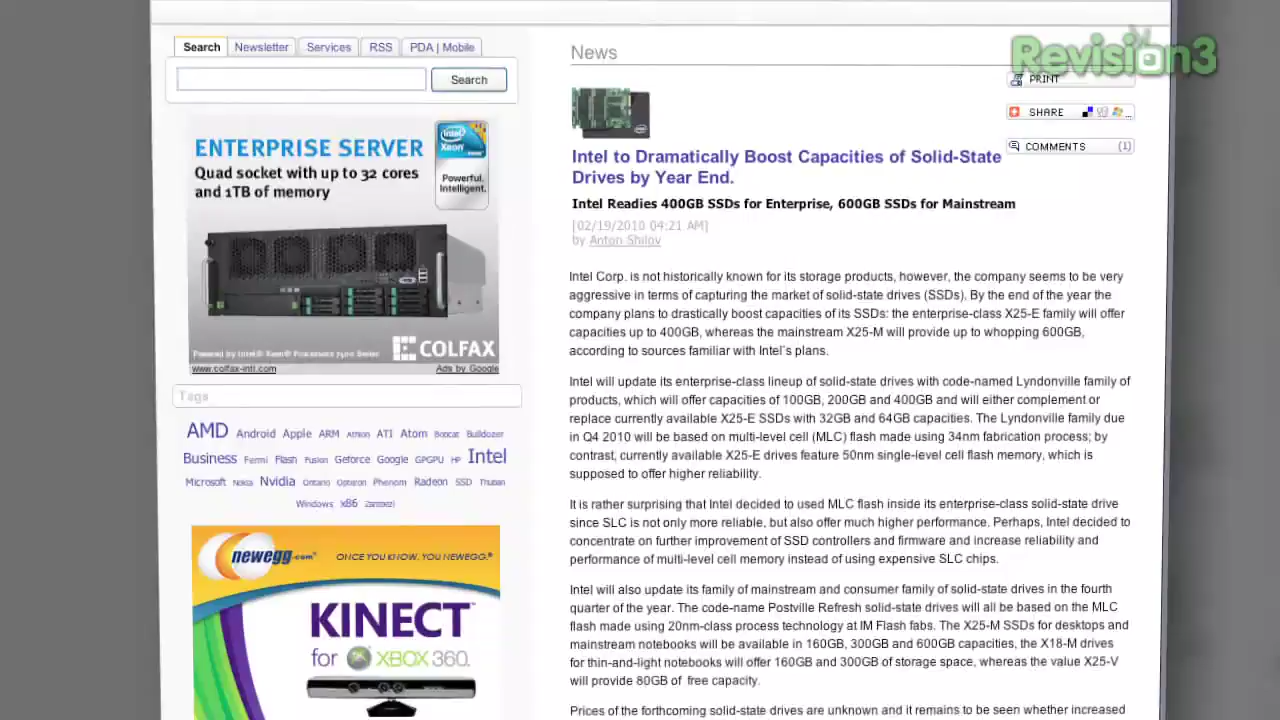 Search Newsletter Services RSS PDA | Mobile
Search
ENTERPRISE SERVER
Quad socket with up to 32 cores
and 1TB of memory
intel
Xeon
Powerful.
Intelligent.
Powered by Intel® Xeon® Processors 7400 Series
COLFAX
www.colfax-intl.com Ads by Google
Tags
AMD Android Apple ARM Athlon ATI Atom Bobcat Bulldozer
Business Fermi Flash Fusion Geforce Google GPGPU HP Intel
Microsoft Nokia Nvidia Ontario Opteron Phenom Radeon SSD Thuban
Windows x86 Zambezi
newegg.com ONCE YOU KNOW, YOU NEWEGG.®
KINECT™
for XBOX 360.
Revision3
News
PRINT
SHARE
COMMENTS (1)
Intel to Dramatically Boost Capacities of Solid-State
Drives by Year End.
Intel Readies 400GB SSDs for Enterprise, 600GB SSDs for Mainstream
[02/19/2010 04:21 AM]
by Anton Shilov
Intel Corp. is not historically known for its storage products, however, the company seems to be very
aggressive in terms of capturing the market of solid-state drives (SSDs). By the end of the year the
company plans to drastically boost capacities of its SSDs: the enterprise-class X25-E family will offer
capacities up to 400GB, whereas the mainstream X25-M will provide up to whopping 600GB,
according to sources familiar with Intel's plans.
Intel will update its enterprise-class lineup of solid-state drives with code-named Lyndonville family of
products, which will offer capacities of 100GB, 200GB and 400GB and will either complement or
replace currently available X25-E SSDs with 32GB and 64GB capacities. The Lyndonville family due
in Q4 2010 will be based on multi-level cell (MLC) flash made using 34nm fabrication process; by
contrast, currently available X25-E drives feature 50nm single-level cell flash memory, which is
supposed to offer higher reliability.
It is rather surprising that Intel decided to used MLC flash inside its enterprise-class solid-state drive
since SLC is not only more reliable, but also offer much higher performance. Perhaps, Intel decided to
concentrate on further improvement of SSD controllers and firmware and increase reliability and
performance of multi-level cell memory instead of using expensive SLC chips.
Intel will also update its family of mainstream and consumer family of solid-state drives in the fourth
quarter of the year. The code-name Postville Refresh solid-state drives will all be based on the MLC
flash made using 20nm-class process technology at IM Flash fabs. The X25-M SSDs for desktops and
mainstream notebooks will be available in 160GB, 300GB and 600GB capacities, the X18-M drives
for thin-and-light notebooks will offer 160GB and 300GB of storage space, whereas the value X25-V
will provide 80GB of free capacity.
Prices of the forthcoming solid-state drives are unknown and it remains to be seen whether increased